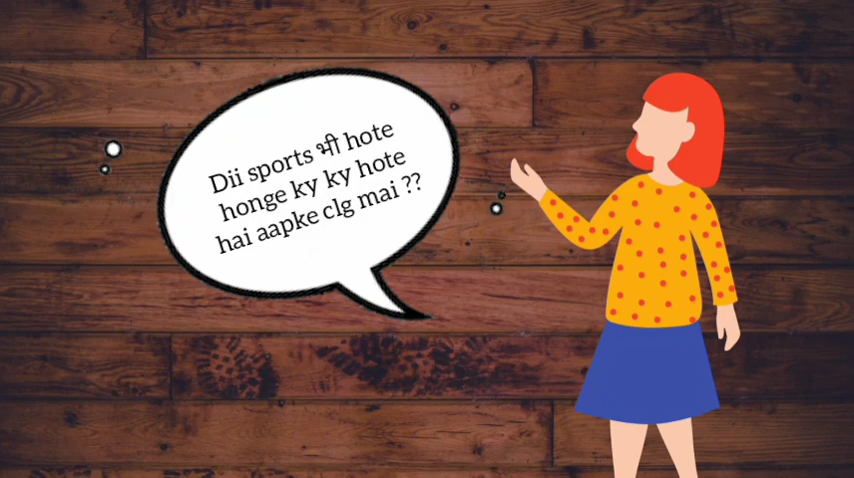 Dii sports भी hote
honge ky ky hote
hai aapke clg mai ??